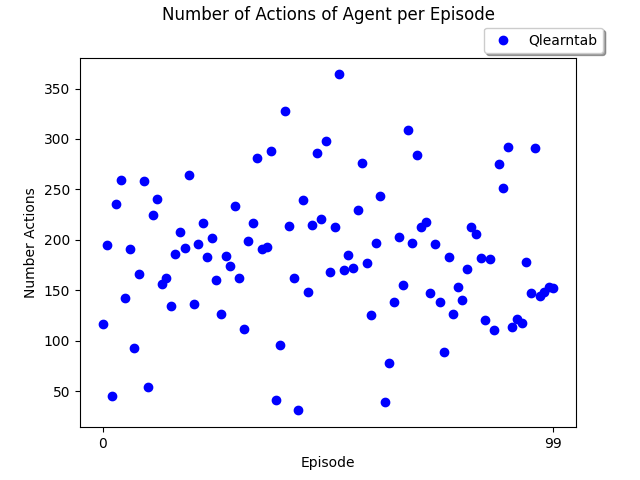 Number of Actions of Agent per Episode
Qlearntab
350
300
250
200
150
100
50
Number Actions
0
99
Episode